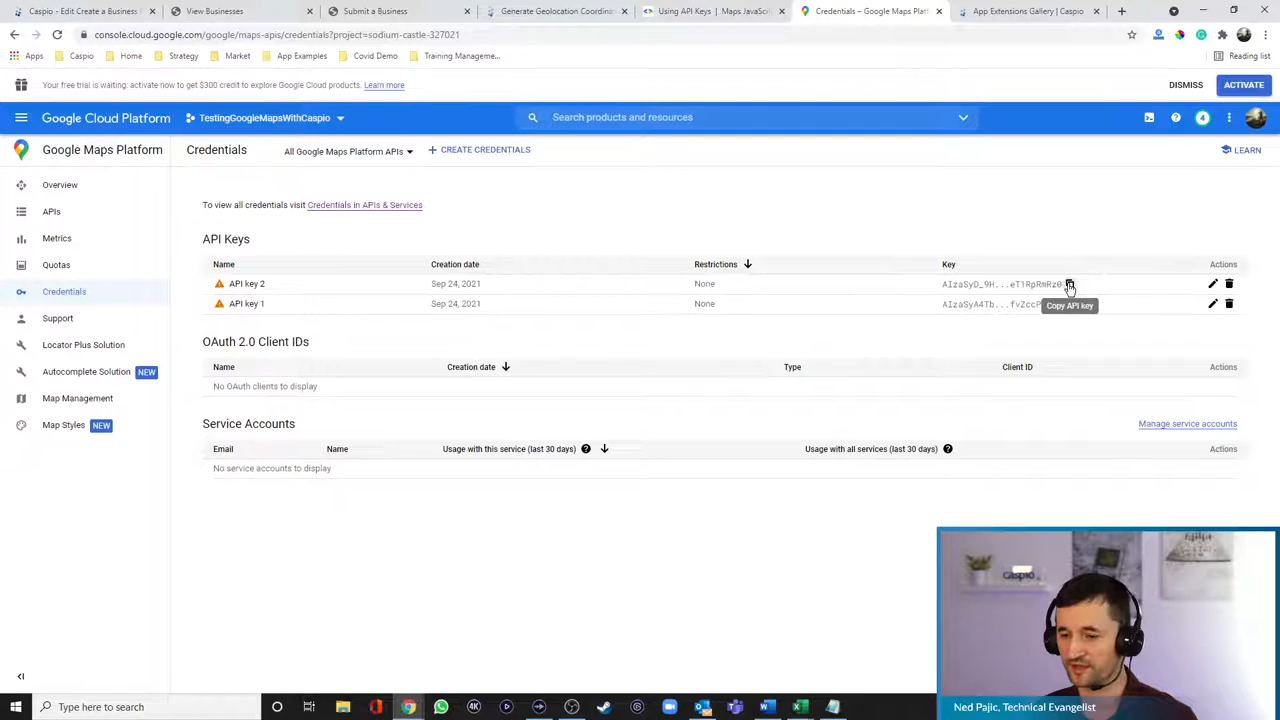 Caspio - Edit Create a Business
View Businesses
Submit a Business
Generate Geolocation Coordin
Using API Keys | Maps JavaS
Credentials – Google Maps Platf
App Extensions Gallery | Caspio
console.cloud.google.com/google/maps-apis/credentials?project=sodium-castle-327021
Apps
Caspio
Home
Strategy
Market
App Examples
Covid Demo
Training Manageme...
Reading list
Your free trial is waiting: activate now to get $300 credit to explore Google Cloud products. Learn more
DISMISS
ACTIVATE
Google Cloud Platform
TestingGoogleMapsWithCaspio
Search products and resources
4
Google Maps Platform
Credentials
All Google Maps Platform APIs
+ CREATE CREDENTIALS
LEARN
Overview
APIs
Metrics
Quotas
Credentials
Support
Locator Plus Solution
Autocomplete Solution NEW
Map Management
Map Styles NEW
To view all credentials visit Credentials in APIs & Services
API Keys
Name Creation date Restrictions Key Actions
API key 2 Sep 24, 2021 None AIzaSyD_9H...eT1RpRmRz0
API key 1 Sep 24, 2021 None AIzaSyA4Tb...fvZccP
Copy API key
OAuth 2.0 Client IDs
Name Creation date Type Client ID Actions
No OAuth clients to display
Service Accounts
Manage service accounts
Email Name Usage with this service (last 30 days) Usage with all services (last 30 days) Actions
No service accounts to display
caspio
Type here to search
4K
Ned Pajic, Technical Evangelist